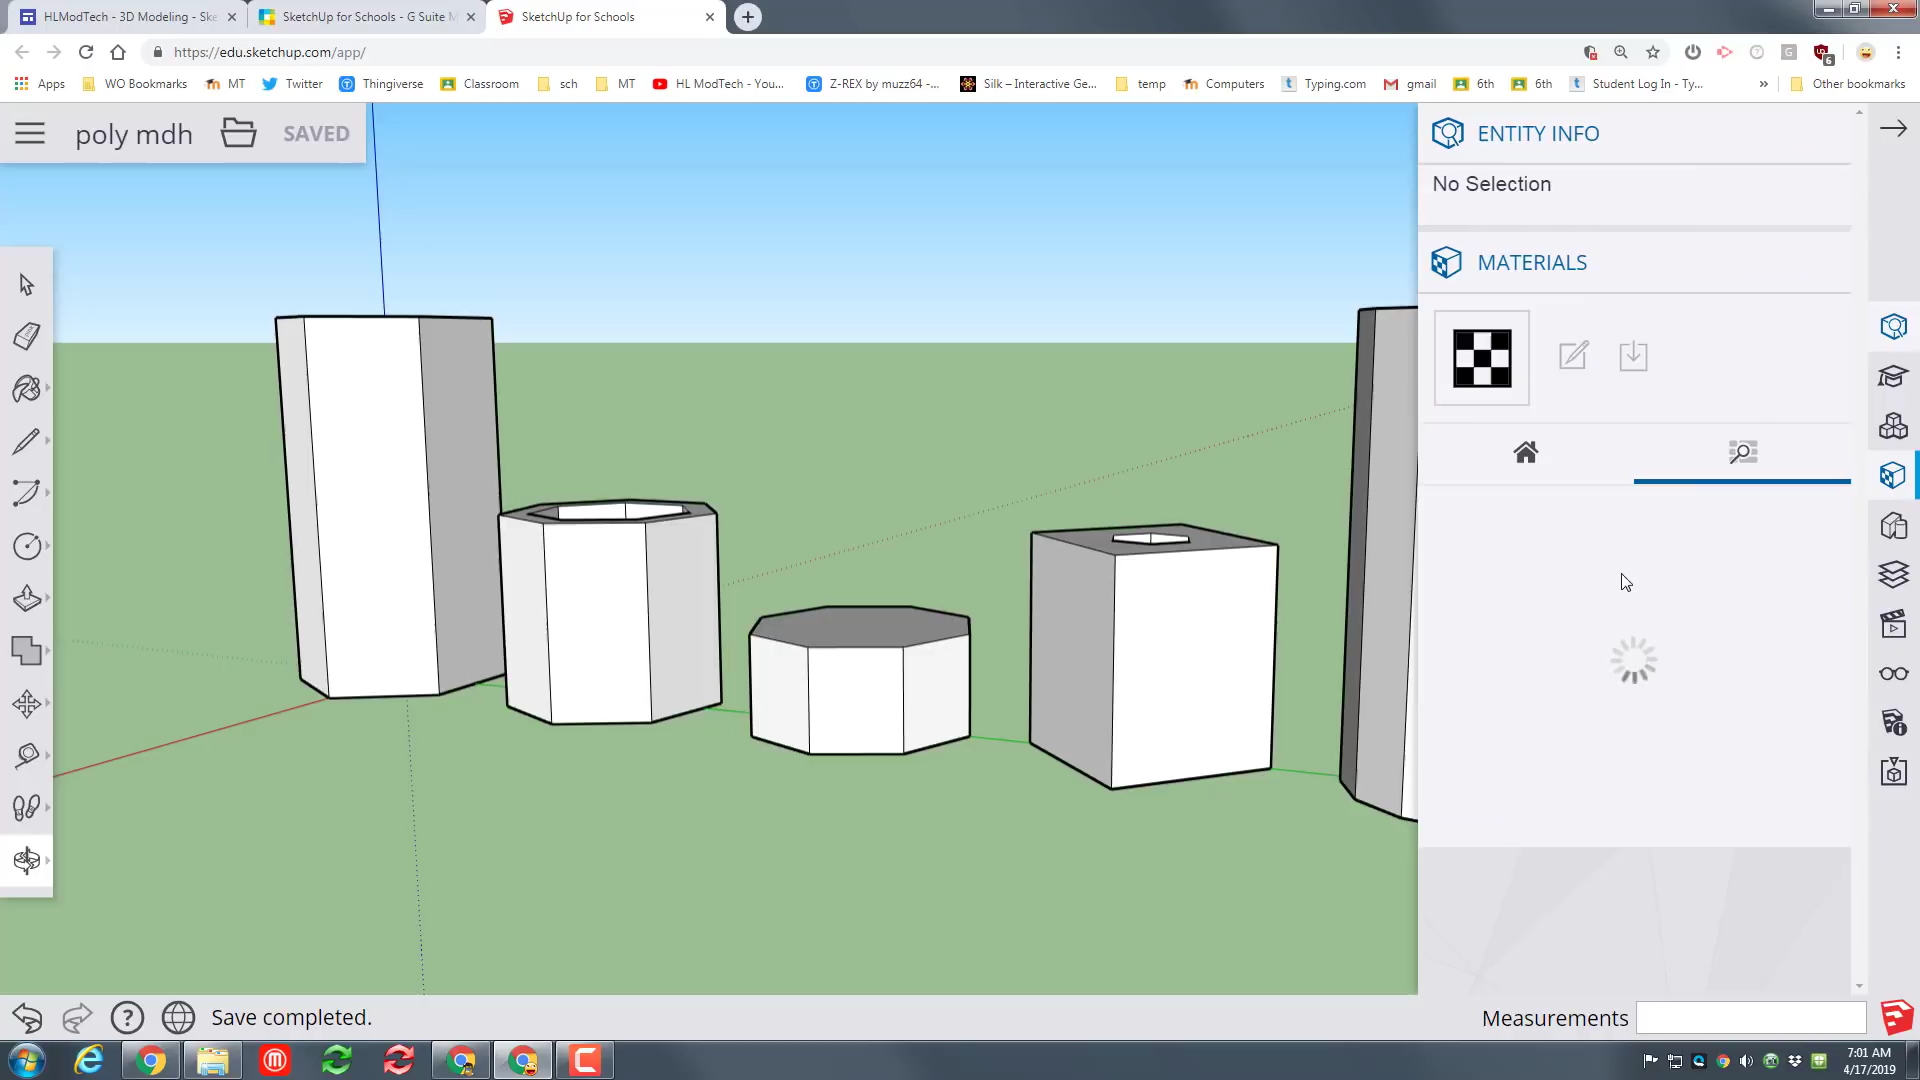 HLModTech - 3D Modeling - Ske
SketchUp for Schools - G Suite M
SketchUp for Schools
https://edu.sketchup.com/app/
6
Apps
WO Bookmarks
MT
Twitter
Thingiverse
Classroom
sch
MT
HL ModTech - You...
Z-REX by muzz64 -...
Silk – Interactive Ge...
temp
Computers
Typing.com
gmail
6th
6th
Student Log In - Ty...
»
Other bookmarks
poly mdh
SAVED
ENTITY INFO
No Selection
MATERIALS
Save completed.
Measurements
7:01 AM
4/17/2019